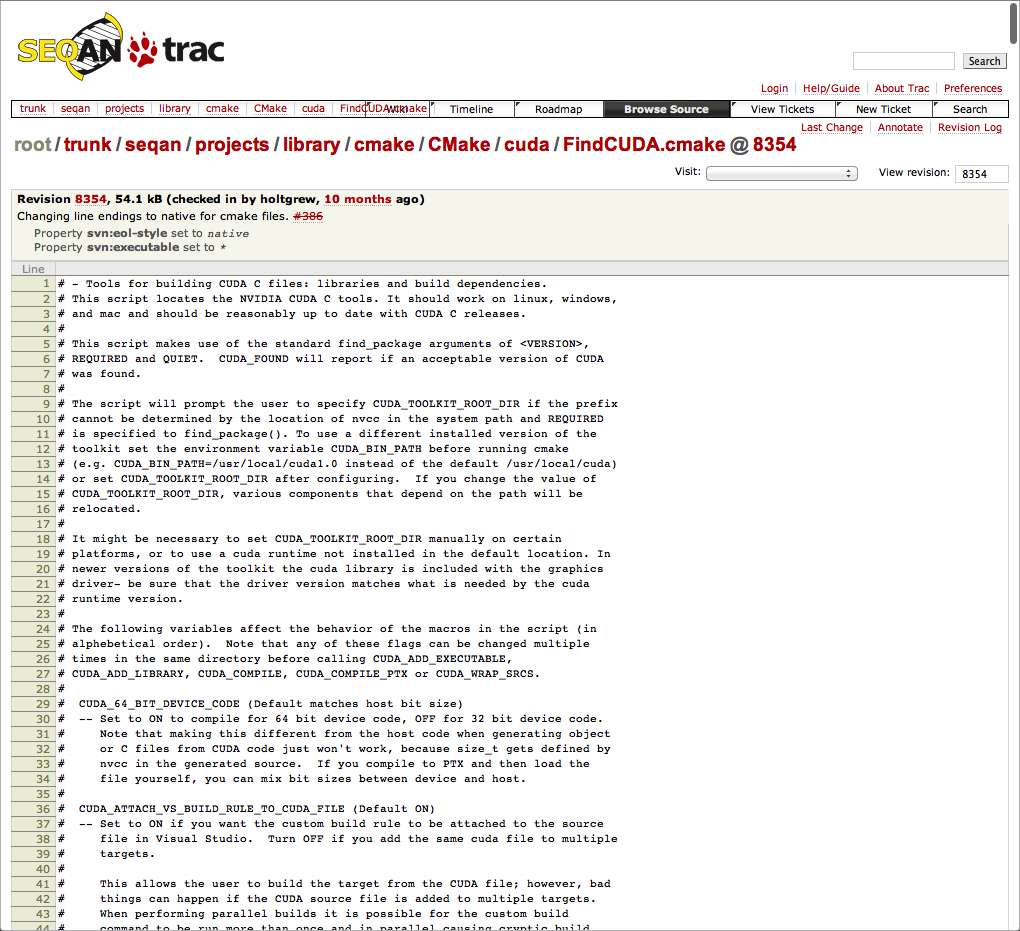 SEQAN trac
Search
Login Help/Guide About Trac Preferences
trunk seqan projects library cmake CMake cuda FindCUDA.cmake Wiki Timeline Roadmap Browse Source View Tickets New Ticket Search
Last Change Annotate Revision Log
root/trunk/seqan/projects/library/cmake/CMake/cuda/FindCUDA.cmake @ 8354
Visit: View revision: 8354
Revision 8354, 54.1 kB (checked in by holtgrew, 10 months ago)
Changing line endings to native for cmake files. #386
Property svn:eol-style set to native
Property svn:executable set to *
Line
1 # - Tools for building CUDA C files: libraries and build dependencies.
2 # This script locates the NVIDIA CUDA C tools. It should work on linux, windows,
3 # and mac and should be reasonably up to date with CUDA C releases.
4 #
5 # This script makes use of the standard find_package arguments of <VERSION>,
6 # REQUIRED and QUIET.  CUDA_FOUND will report if an acceptable version of CUDA
7 # was found.
8 #
9 # The script will prompt the user to specify CUDA_TOOLKIT_ROOT_DIR if the prefix
10 # cannot be determined by the location of nvcc in the system path and REQUIRED
11 # is specified to find_package(). To use a different installed version of the
12 # toolkit set the environment variable CUDA_BIN_PATH before running cmake
13 # (e.g. CUDA_BIN_PATH=/usr/local/cuda1.0 instead of the default /usr/local/cuda)
14 # or set CUDA_TOOLKIT_ROOT_DIR after configuring.  If you change the value of
15 # CUDA_TOOLKIT_ROOT_DIR, various components that depend on the path will be
16 # relocated.
17 #
18 # It might be necessary to set CUDA_TOOLKIT_ROOT_DIR manually on certain
19 # platforms, or to use a cuda runtime not installed in the default location. In
20 # newer versions of the toolkit the cuda library is included with the graphics
21 # driver- be sure that the driver version matches what is needed by the cuda
22 # runtime version.
23 #
24 # The following variables affect the behavior of the macros in the script (in
25 # alphebetical order).  Note that any of these flags can be changed multiple
26 # times in the same directory before calling CUDA_ADD_EXECUTABLE,
27 # CUDA_ADD_LIBRARY, CUDA_COMPILE, CUDA_COMPILE_PTX or CUDA_WRAP_SRCS.
28 #
29 #  CUDA_64_BIT_DEVICE_CODE (Default matches host bit size)
30 #  -- Set to ON to compile for 64 bit device code, OFF for 32 bit device code.
31 #     Note that making this different from the host code when generating object
32 #     or C files from CUDA code just won't work, because size_t gets defined by
33 #     nvcc in the generated source.  If you compile to PTX and then load the
34 #     file yourself, you can mix bit sizes between device and host.
35 #
36 #  CUDA_ATTACH_VS_BUILD_RULE_TO_CUDA_FILE (Default ON)
37 #  -- Set to ON if you want the custom build rule to be attached to the source
38 #     file in Visual Studio.  Turn OFF if you add the same cuda file to multiple
39 #     targets.
40 #
41 #     This allows the user to build the target from the CUDA file; however, bad
42 #     things can happen if the CUDA source file is added to multiple targets.
43 #     When performing parallel builds it is possible for the custom build
44 #     command to be run more than once and in parallel causing cryptic build